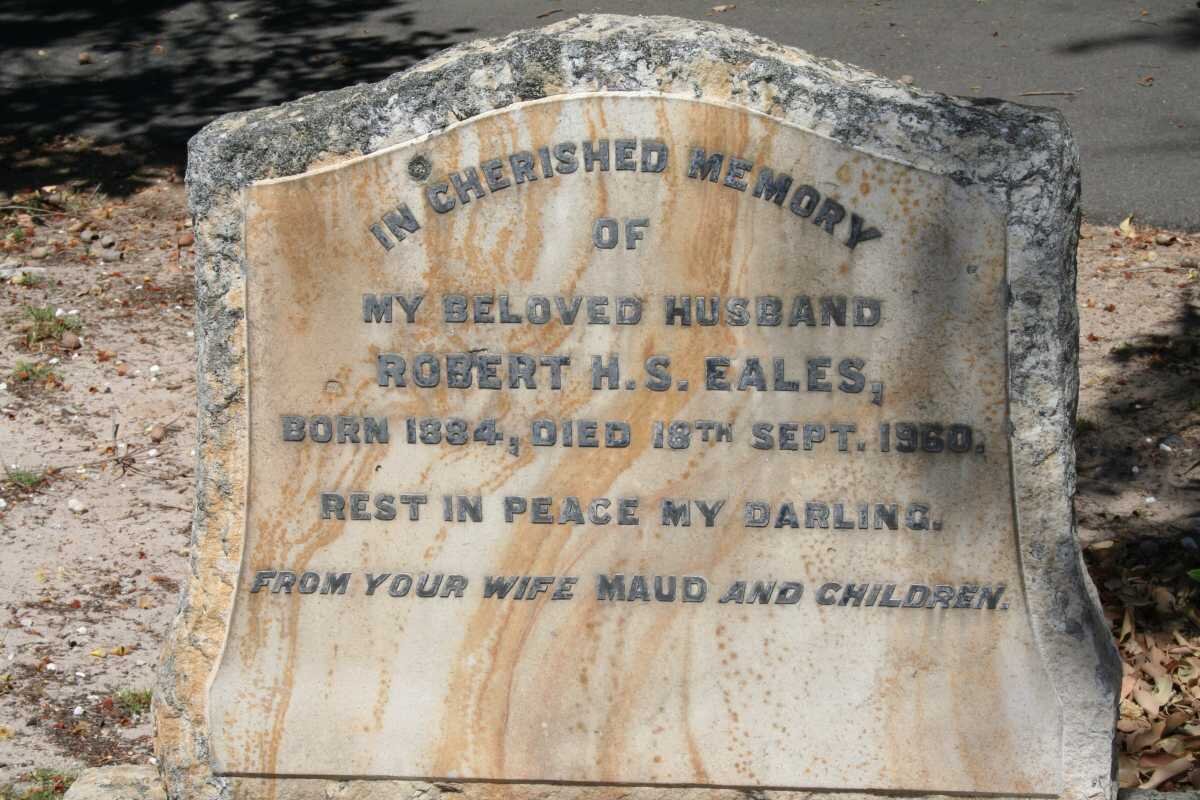 IN CHERISHED MEMORY
OF
MY BELOVED HUSBAND
ROBERT H.S. EALES,
BORN 1884, DIED 18TH SEPT. 1960.
REST IN PEACE MY DARLING.
FROM YOUR WIFE MAUD AND CHILDREN.